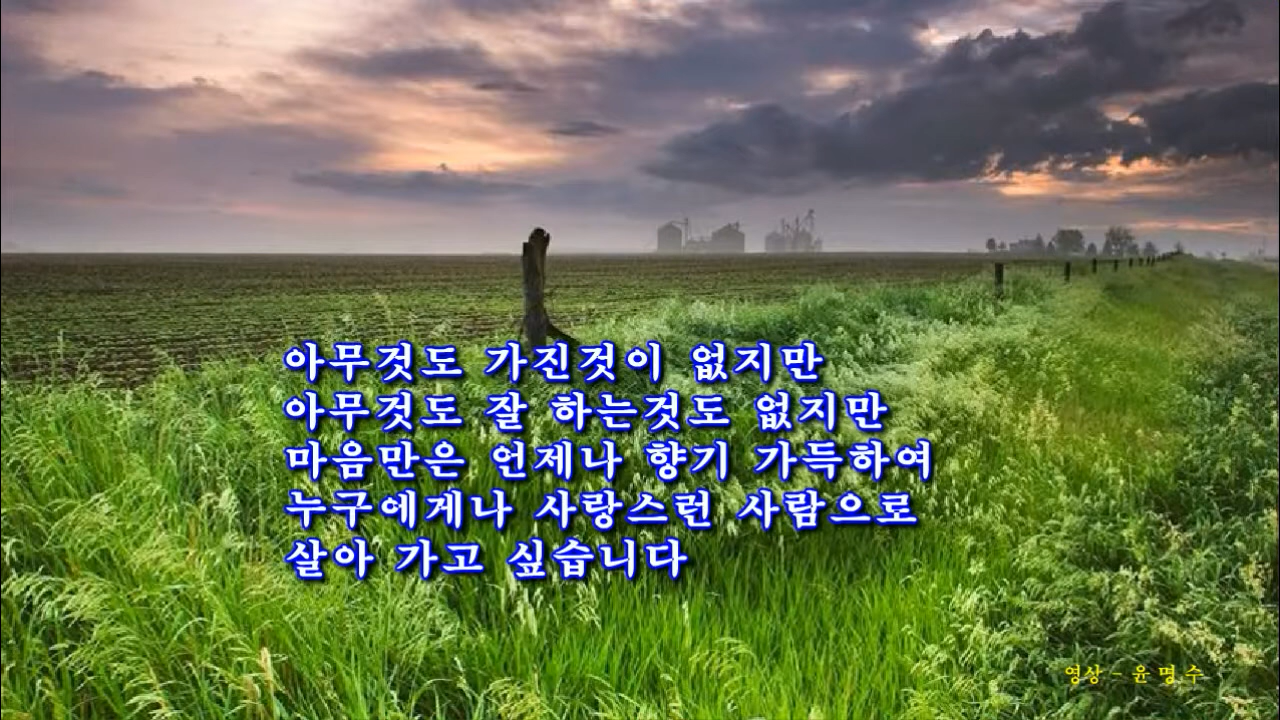 아무것도 가진것이 없지만
아무것도 잘 하는것도 없지만
마음만은 언제나 향기 가득하여
누구에게나 사랑스런 사람으로
살아 가고 싶습니다
영상 - 윤 명 수